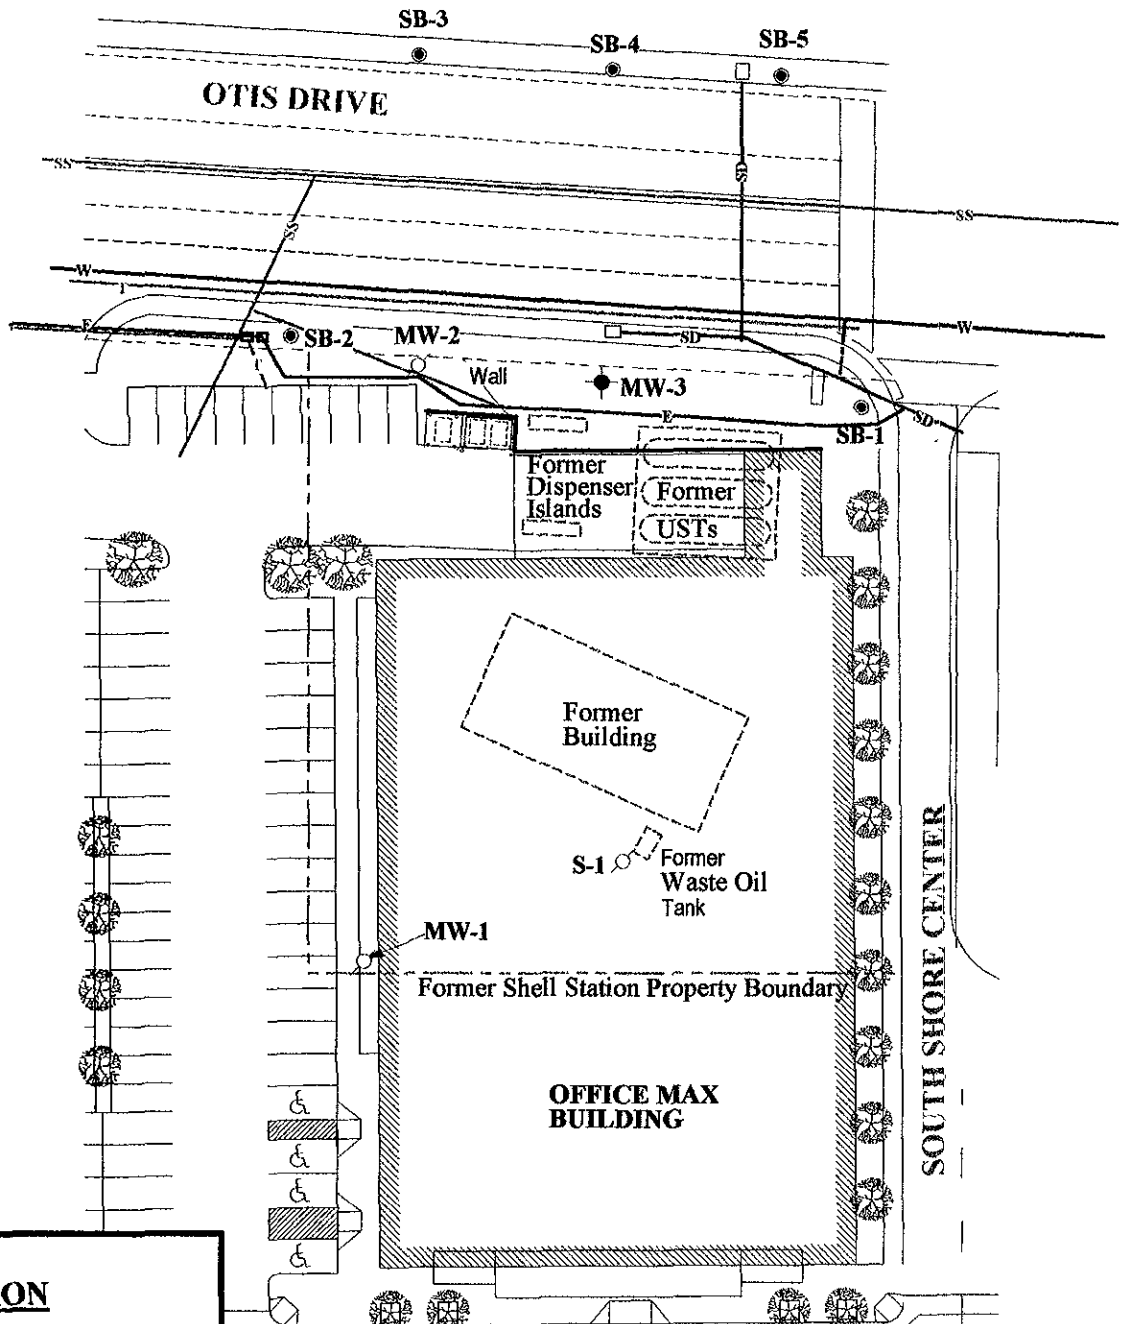 SB-3
SB-4
SB-5
OTIS DRIVE
SS
SD
SS
SS
W
T
E
SB-2
MW-2
SD
W
Wall
MW-3
E
SB-1
SD
Former
Dispenser
Islands
Former
USTs
Former
Building
S-1
Former
Waste Oil
Tank
MW-1
Former Shell Station Property Boundary
SOUTH SHORE CENTER
OFFICE MAX
BUILDING